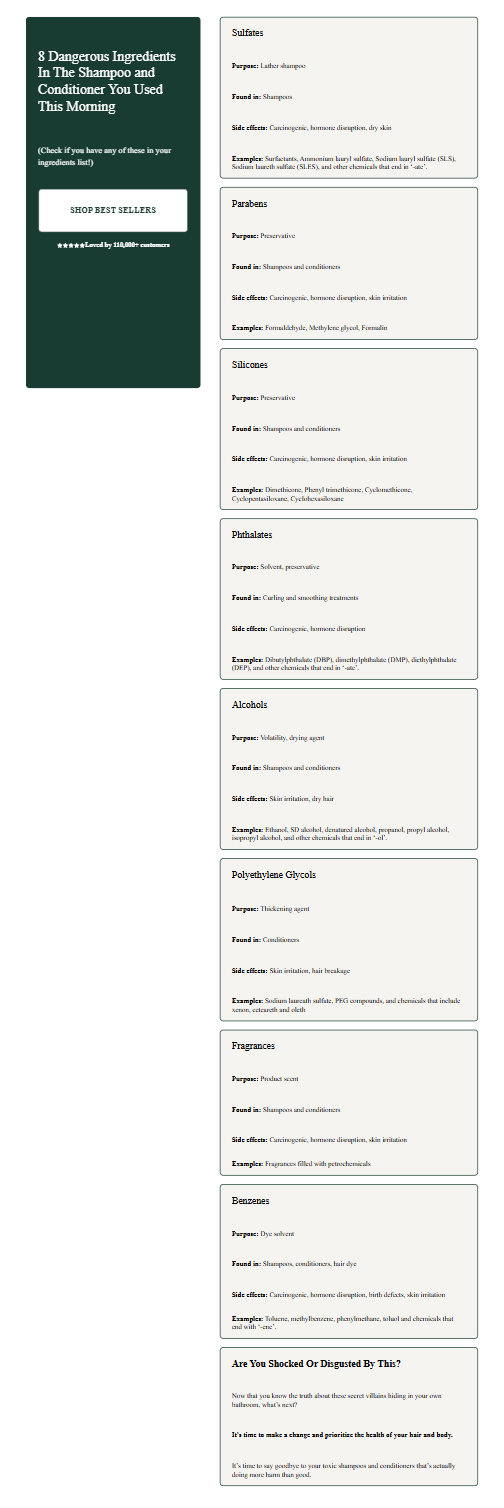 8 Dangerous Ingredients
In The Shampoo and
Conditioner You Used
This Morning
(Check if you have any of these in your
ingredients list!)
SHOP BEST SELLERS
★★★★★Loved by 110,000+ customers
Sulfates
Purpose: Lather shampoo
Found in: Shampoos
Side effects: Carcinogenic, hormone disruption, dry skin
Examples: Surfactants, Ammonium lauryl sulfate, Sodium lauryl sulfate (SLS),
Sodium laureth sulfate (SLES), and other chemicals that end in ‘-ate’.
Parabens
Purpose: Preservative
Found in: Shampoos and conditioners
Side effects: Carcinogenic, hormone disruption, skin irritation
Examples: Formaldehyde, Methylene glycol, Formalin
Silicones
Purpose: Preservative
Found in: Shampoos and conditioners
Side effects: Carcinogenic, hormone disruption, skin irritation
Examples: Dimethicone, Phenyl trimethicone, Cyclomethicone,
Cyclopentasiloxane, Cyclohexasiloxane
Phthalates
Purpose: Solvent, preservative
Found in: Curling and smoothing treatments
Side effects: Carcinogenic, hormone disruption
Examples: Dibutylphthalate (DBP), dimethylphthalate (DMP), diethylphthalate
(DEP), and other chemicals that end in ‘-ate’.
Alcohols
Purpose: Volatility, drying agent
Found in: Shampoos and conditioners
Side effects: Skin irritation, dry hair
Examples: Ethanol, SD alcohol, denatured alcohol, propanol, propyl alcohol,
isopropyl alcohol, and other chemicals that end in ‘-ol’.
Polyethylene Glycols
Purpose: Thickening agent
Found in: Conditioners
Side effects: Skin irritation, hair breakage
Examples: Sodium laureath sulfate, PEG compounds, and chemicals that include
xenon, ceteareth and oleth
Fragrances
Purpose: Product scent
Found in: Shampoos and conditioners
Side effects: Carcinogenic, hormone disruption, skin irritation
Examples: Fragrances filled with petrochemicals
Benzenes
Purpose: Dye solvent
Found in: Shampoos, conditioners, hair dye
Side effects: Carcinogenic, hormone disruption, birth defects, skin irritation
Examples: Toluene, methylbenzene, phenylmethane, toluol and chemicals that
end with ‘-ene’.
Are You Shocked Or Disgusted By This?
Now that you know the truth about these secret villains hiding in your own
bathroom, what’s next?
It’s time to make a change and prioritize the health of your hair and body.
It’s time to say goodbye to your toxic shampoos and conditioners that’s actually
doing more harm than good.